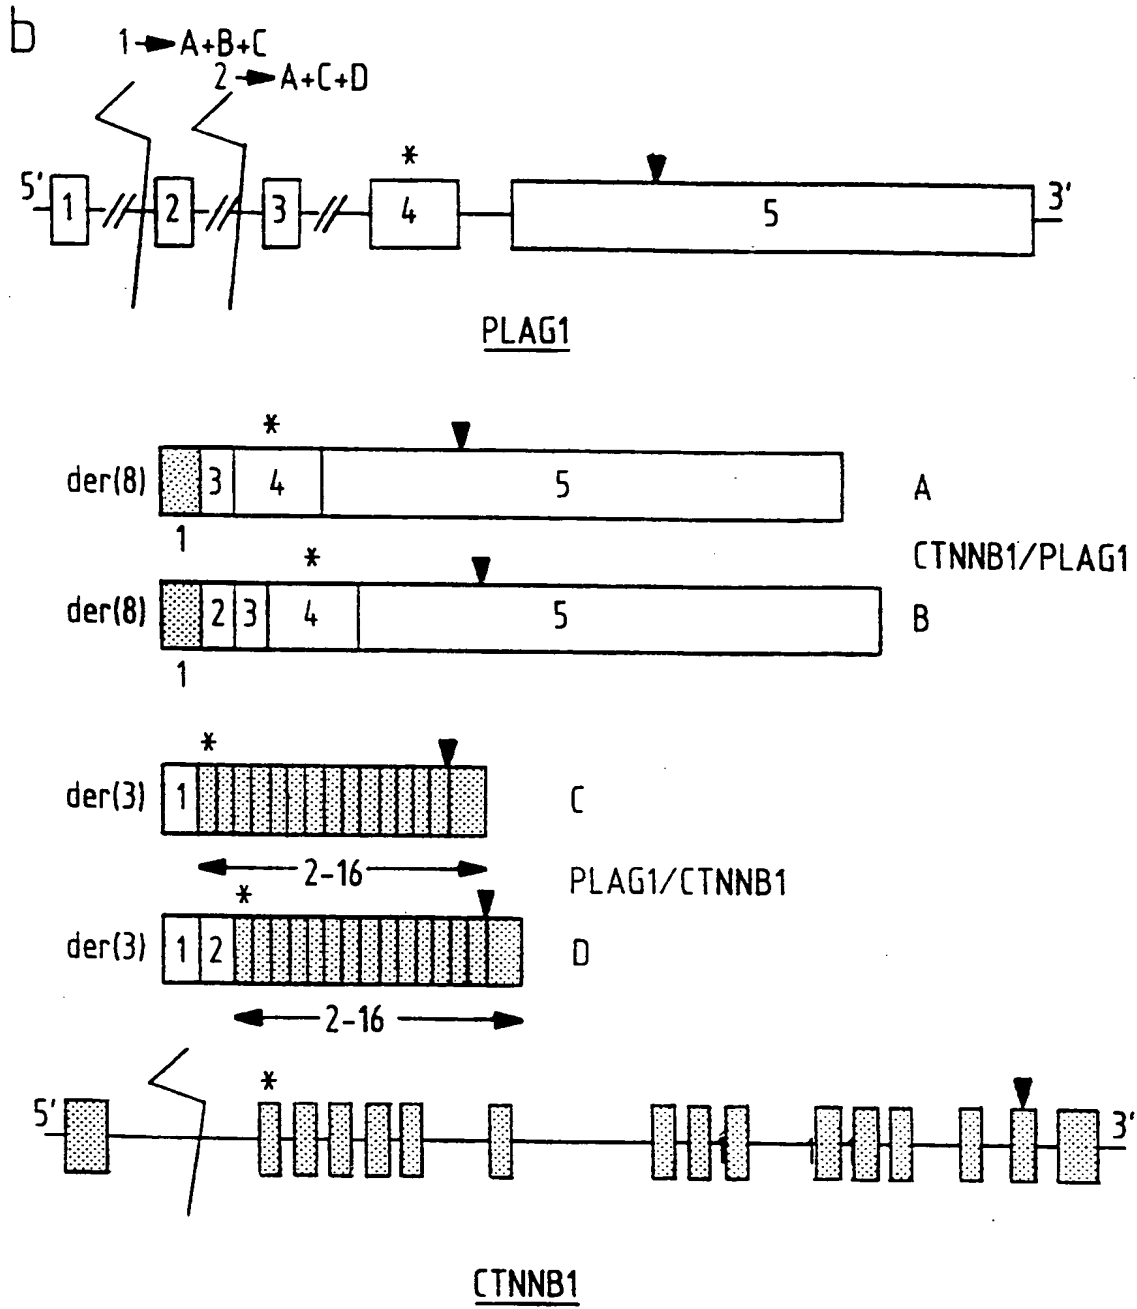 b
1 → A+B+C
2 → A+C+D
*
5' 1 2 3 4 5 3'
PLAG1
*
der(8) 3 4 5 A
1
CTNNB1/PLAG1
*
der(8) 2 3 4 5 B
1
*
der(3) 1 C
2-16
PLAG1/CTNNB1
*
der(3) 1 2 D
2-16
*
5' 3'
CTNNB1